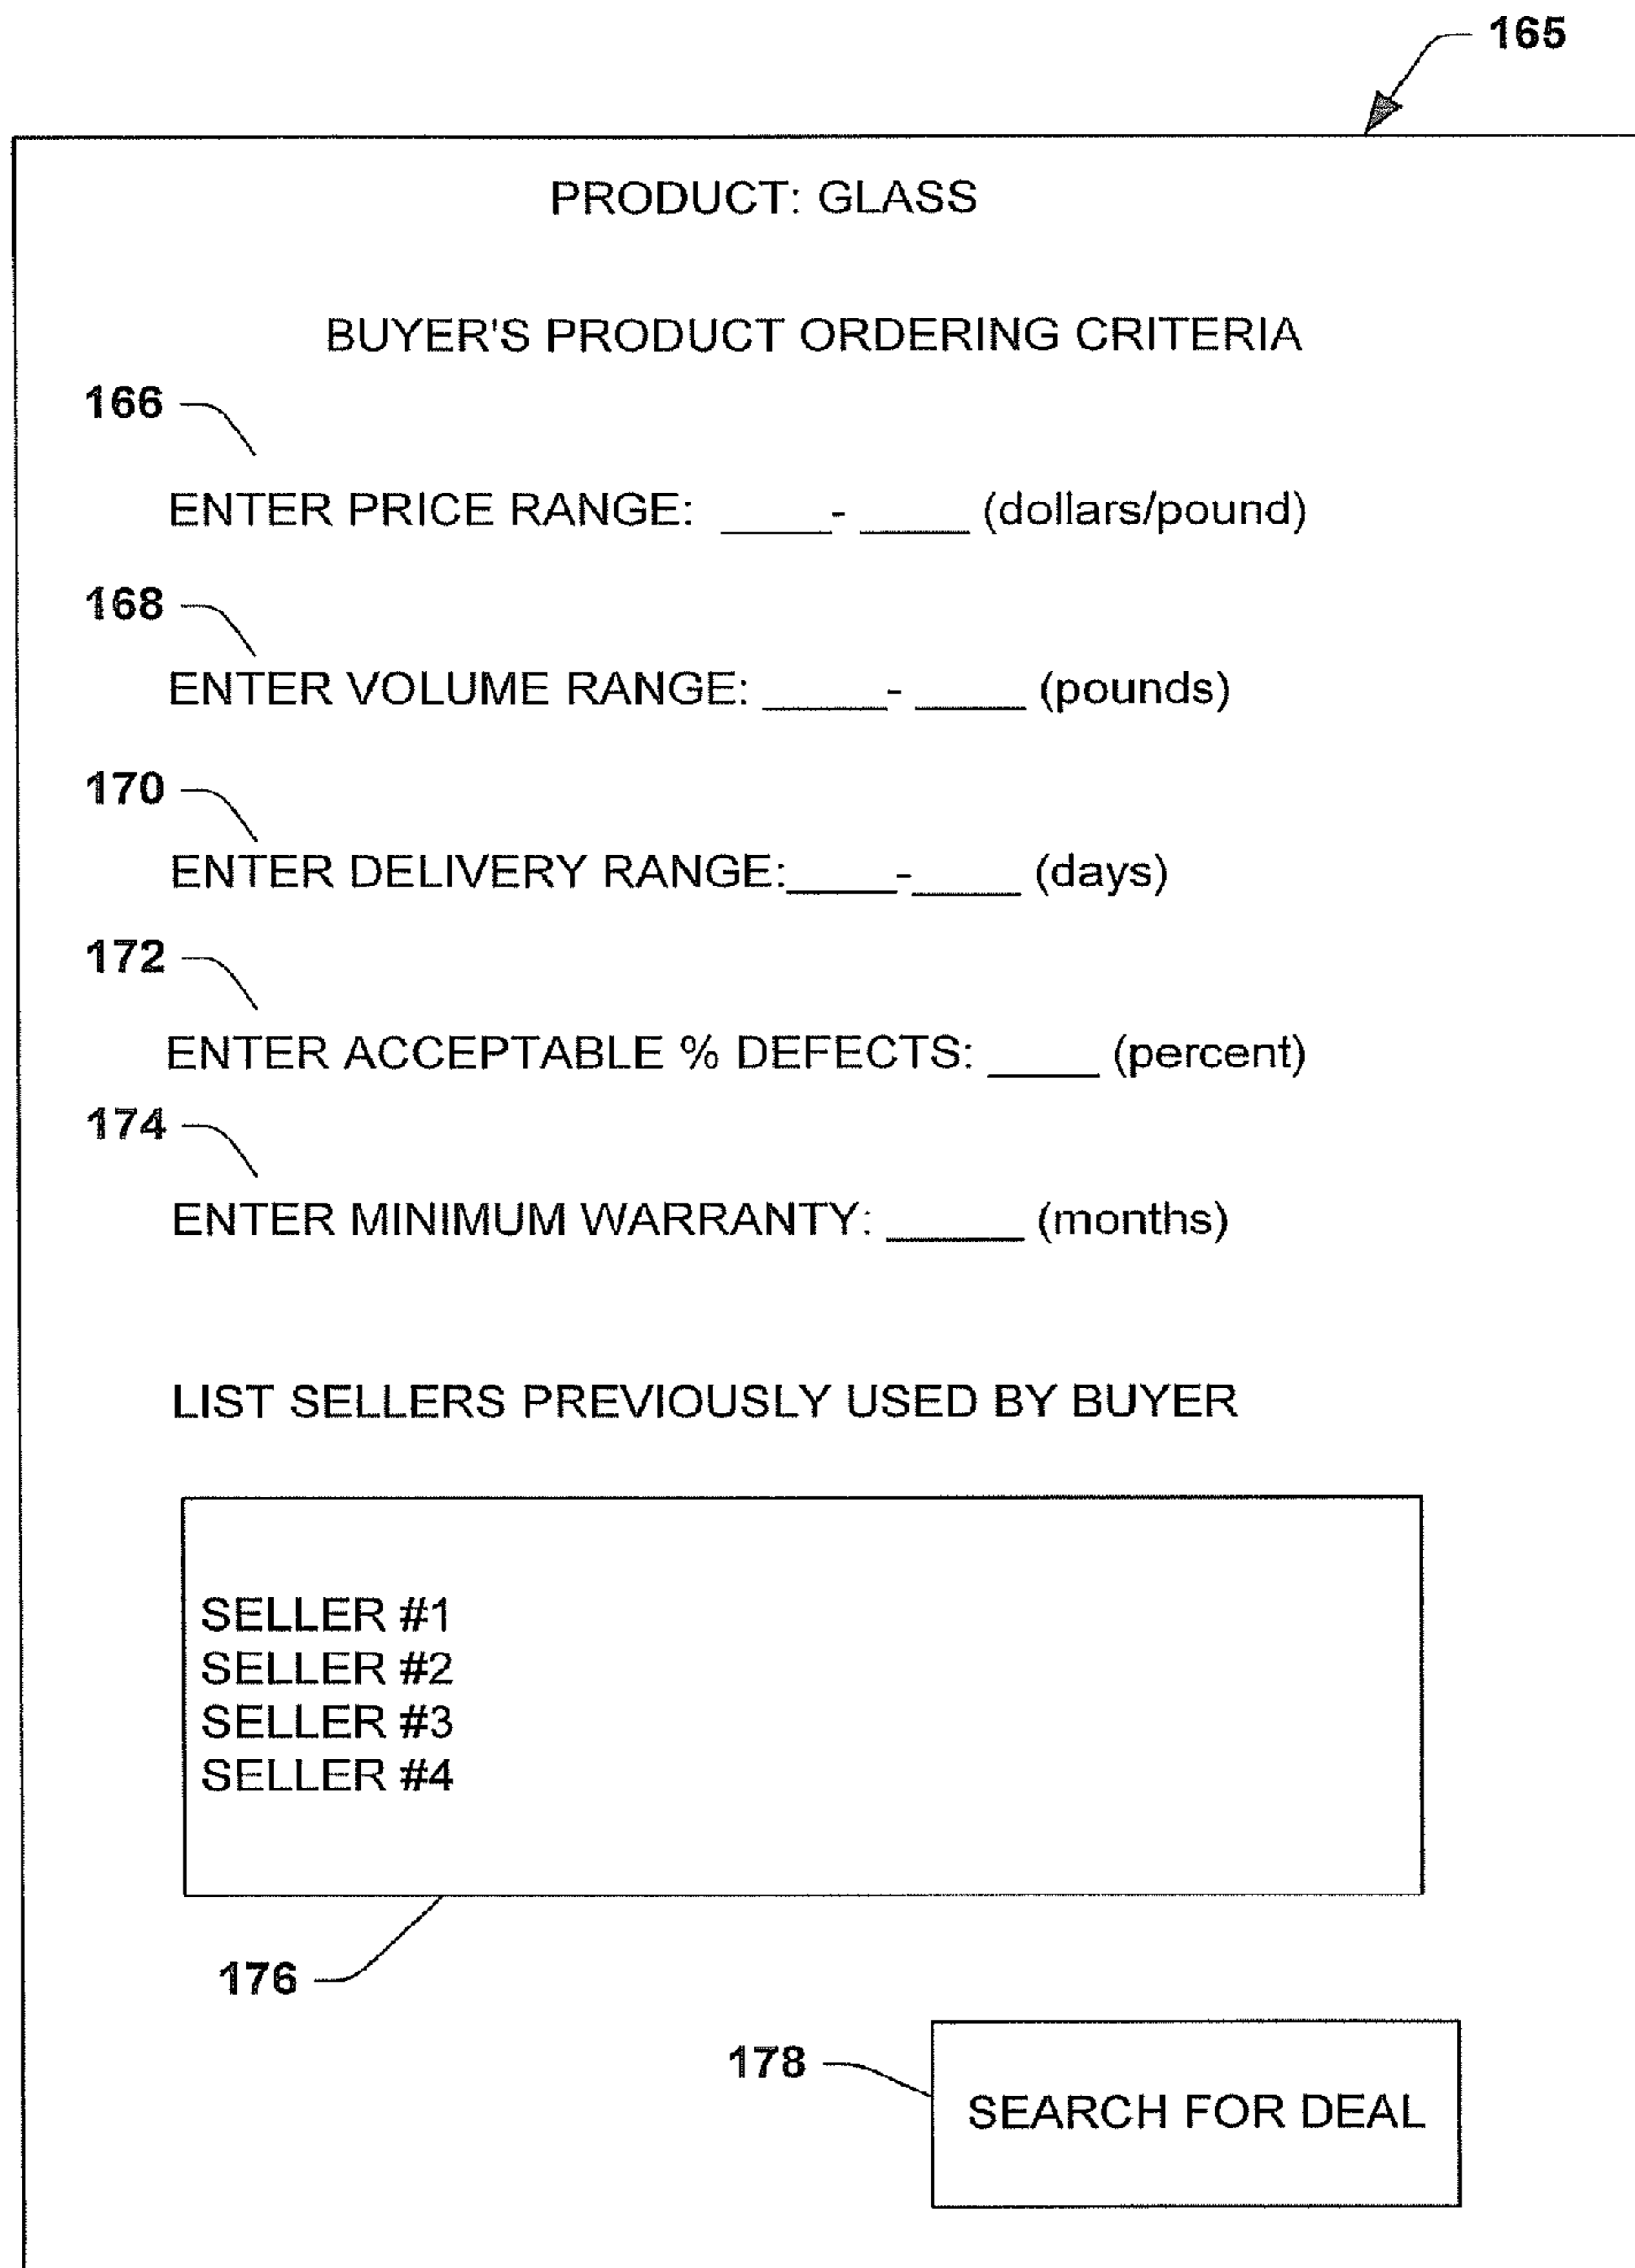 165
PRODUCT: GLASS
BUYER'S PRODUCT ORDERING CRITERIA
166
ENTER PRICE RANGE: ____- ____ (dollars/pound)
168
ENTER VOLUME RANGE: ____- ____ (pounds)
170
ENTER DELIVERY RANGE:____-____ (days)
172
ENTER ACCEPTABLE % DEFECTS: ____ (percent)
174
ENTER MINIMUM WARRANTY: _____ (months)
LIST SELLERS PREVIOUSLY USED BY BUYER
SELLER #1
SELLER #2
SELLER #3
SELLER #4
176
178
SEARCH FOR DEAL